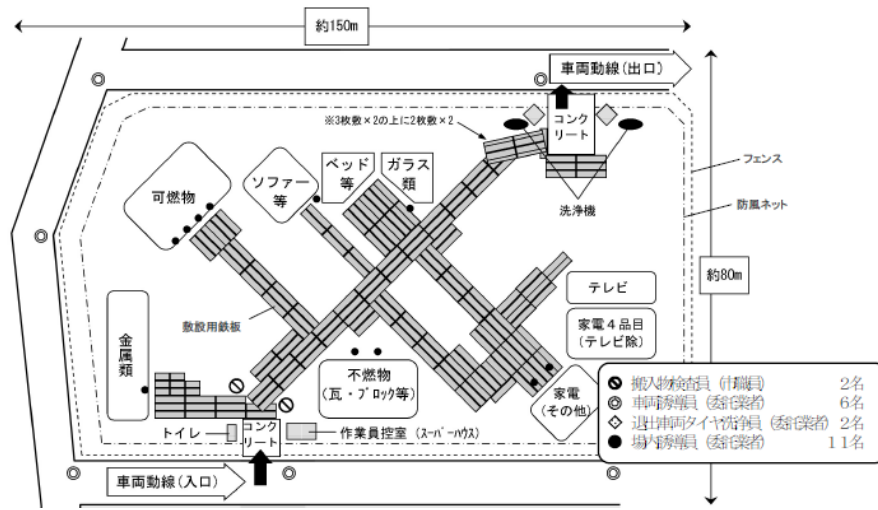 約150m
車両動線(出口)
コンク
リート
※3枚敷×2の上に2枚敷×2
フェンス
防風ネット
洗浄機
ベッド
等
ガラス
類
ソファー
等
可燃物
約80m
テレビ
家電4品目
(テレビ除)
敷設用鉄板
金属類
不燃物
(瓦・ブロック等)
家電
(その他)
搬入物検査員(市職員) 2名
車両誘導員(委託業者) 6名
退出車両タイヤ洗浄員(委託業者) 2名
場内誘導員(委託業者) 11名
トイレ
コンク
リート
作業員控室(スーパーハウス)
車両動線(入口)